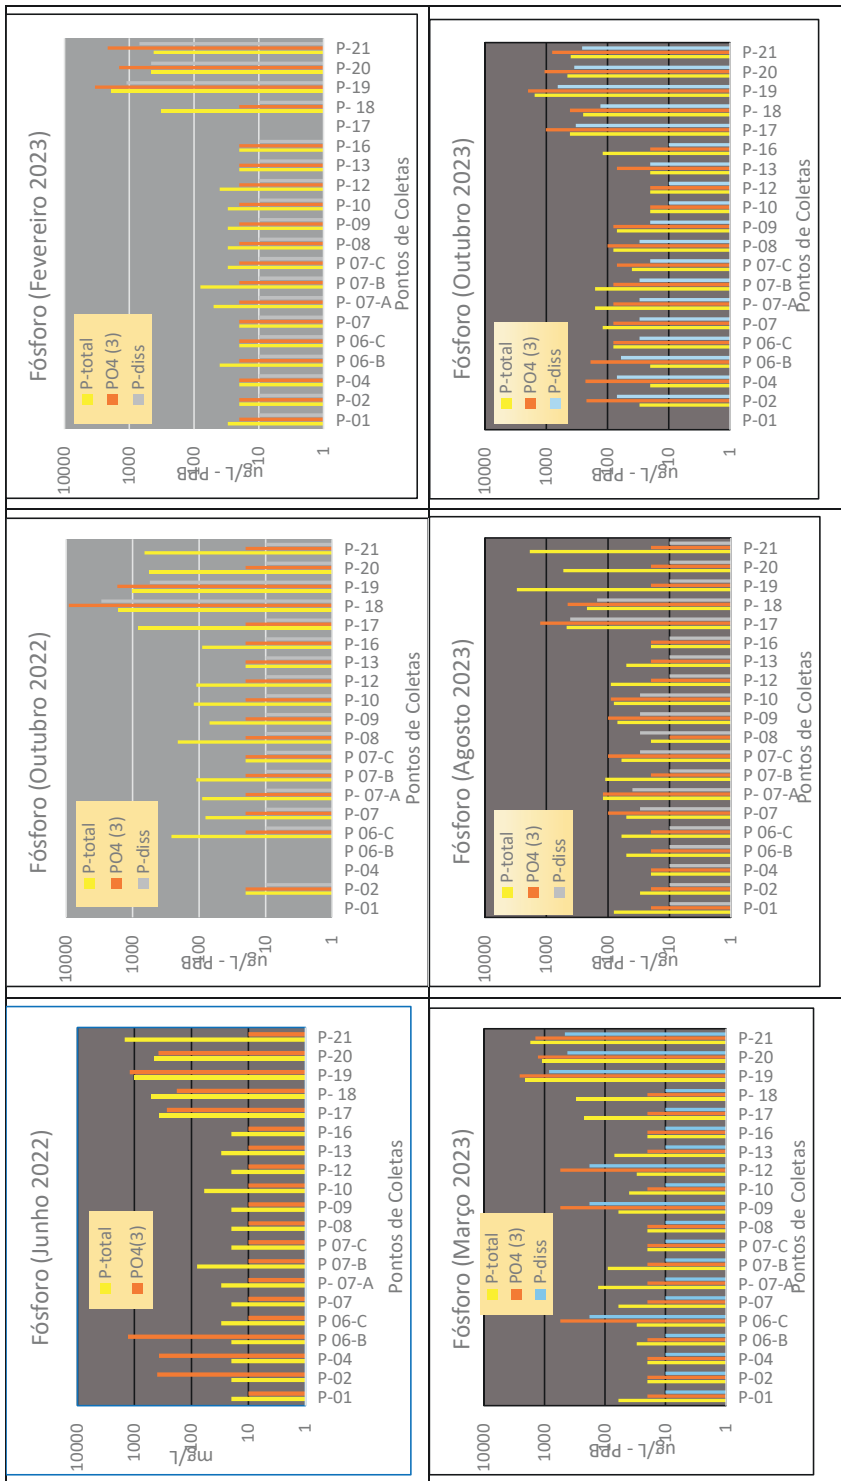 Fósforo (Junho 2022)
P-total
PO4(3)
10000
1000
100
10
1
mg/L
P-01
P-02
P-04
P 06-B
P 06-C
P-07
P- 07-A
P 07-B
P 07-C
P-08
P-09
P-10
P-12
P-13
P-16
P-17
P- 18
P-19
P-20
P-21
Pontos de Coletas
Fósforo (Outubro 2022)
P-total
PO4 (3)
P-diss
10000
1000
100
10
1
ug/L - PPB
P-01
P-02
P-04
P 06-B
P 06-C
P-07
P- 07-A
P 07-B
P 07-C
P-08
P-09
P-10
P-12
P-13
P-16
P-17
P- 18
P-19
P-20
P-21
Pontos de Coletas
Fósforo (Fevereiro 2023)
P-total
PO4 (3)
P-diss
10000
1000
100
10
1
ug/L - PPB
P-01
P-02
P-04
P 06-B
P 06-C
P-07
P- 07-A
P 07-B
P 07-C
P-08
P-09
P-10
P-12
P-13
P-16
P-17
P- 18
P-19
P-20
P-21
Pontos de Coletas
Fósforo (Março 2023)
P-total
PO4 (3)
P-diss
10000
1000
100
10
1
ug/L - PPB
P-01
P-02
P-04
P 06-B
P 06-C
P-07
P- 07-A
P 07-B
P 07-C
P-08
P-09
P-10
P-12
P-13
P-16
P-17
P- 18
P-19
P-20
P-21
Pontos de Coletas
Fósforo (Agosto 2023)
P-total
PO4 (3)
P-diss
10000
1000
100
10
1
ug/L - PPB
P-01
P-02
P-04
P 06-B
P 06-C
P-07
P- 07-A
P 07-B
P 07-C
P-08
P-09
P-10
P-12
P-13
P-16
P-17
P- 18
P-19
P-20
P-21
Pontos de Coletas
Fósforo (Outubro 2023)
P-total
PO4 (3)
P-diss
10000
1000
100
10
1
ug/L - PPB
P-01
P-02
P-04
P 06-B
P 06-C
P-07
P- 07-A
P 07-B
P 07-C
P-08
P-09
P-10
P-12
P-13
P-16
P-17
P- 18
P-19
P-20
P-21
Pontos de Coletas